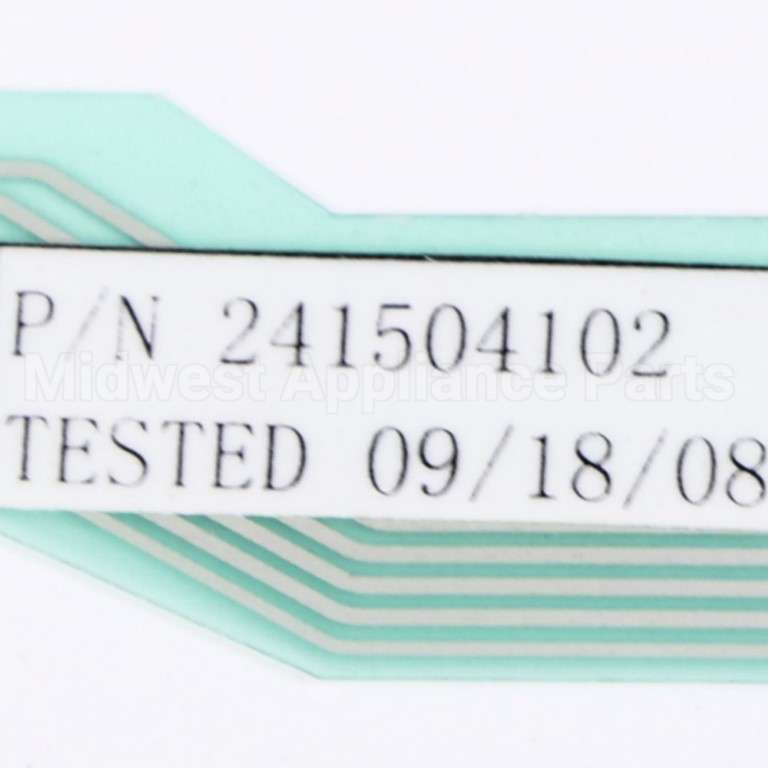 P/N 241504102
Midwest Appliance Parts
TESTED 09/18/08